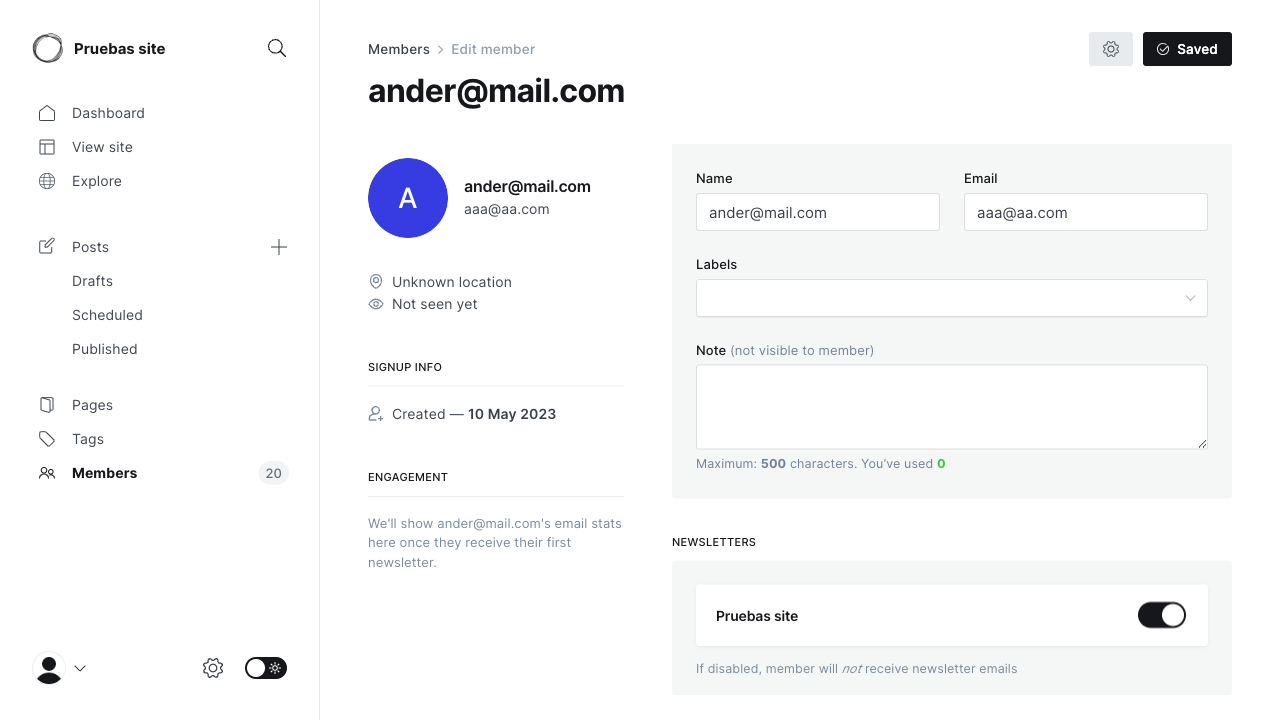 Pruebas site
Dashboard
View site
Explore
Posts
Drafts
Scheduled
Published
Pages
Tags
Members 20
Members > Edit member
Saved
ander@mail.com
A
ander@mail.com
aaa@aa.com
Unknown location
Not seen yet
SIGNUP INFO
Created — 10 May 2023
ENGAGEMENT
We'll show ander@mail.com's email stats
here once they receive their first
newsletter.
Name Email
ander@mail.com aaa@aa.com
Labels
Note (not visible to member)
Maximum: 500 characters. You’ve used 0
NEWSLETTERS
Pruebas site
If disabled, member will not receive newsletter emails